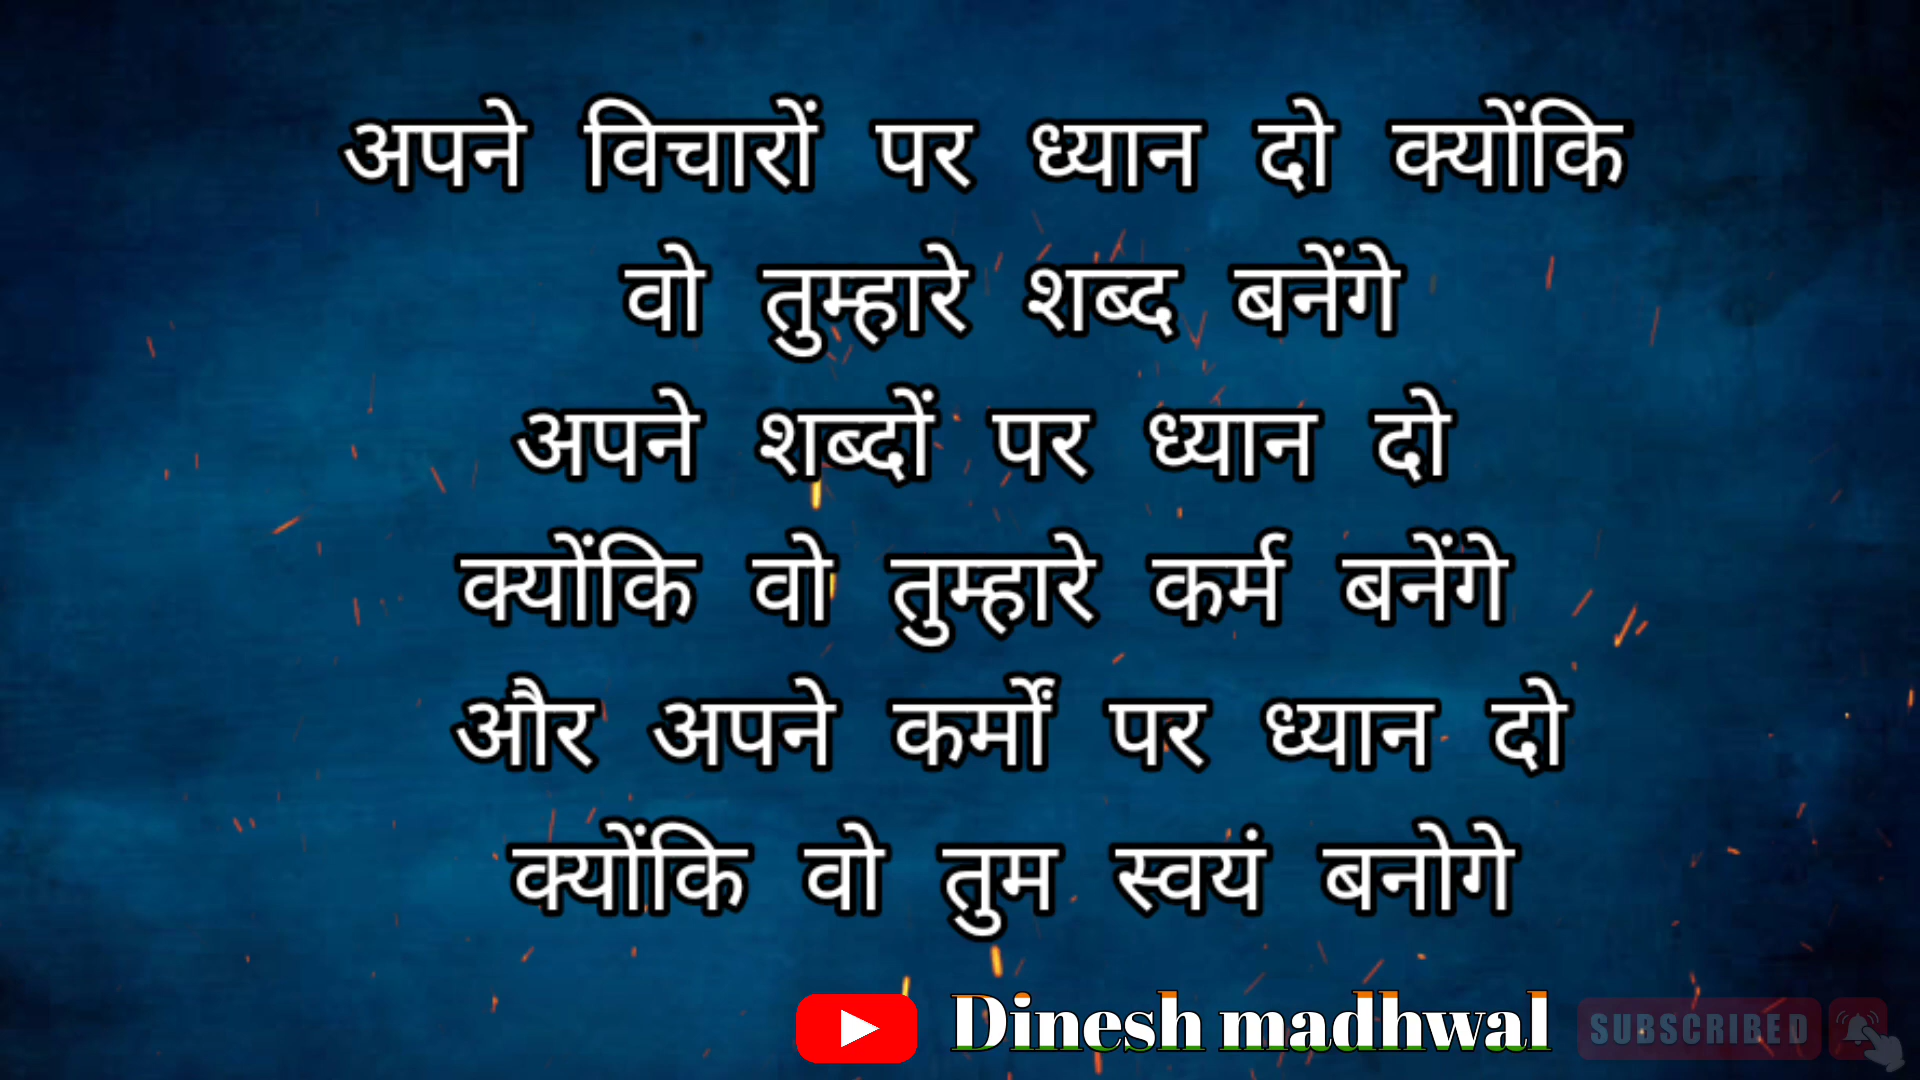 अपने विचारों पर ध्यान दो क्योंकि
वो तुम्हारे शब्द बनेंगे
अपने शब्दों पर ध्यान दो
क्योंकि वो तुम्हारे कर्म बनेंगे
और अपने कर्मों पर ध्यान दो
क्योंकि वो तुम स्वयं बनोगे
Dinesh madhwal SUBSCRIBED